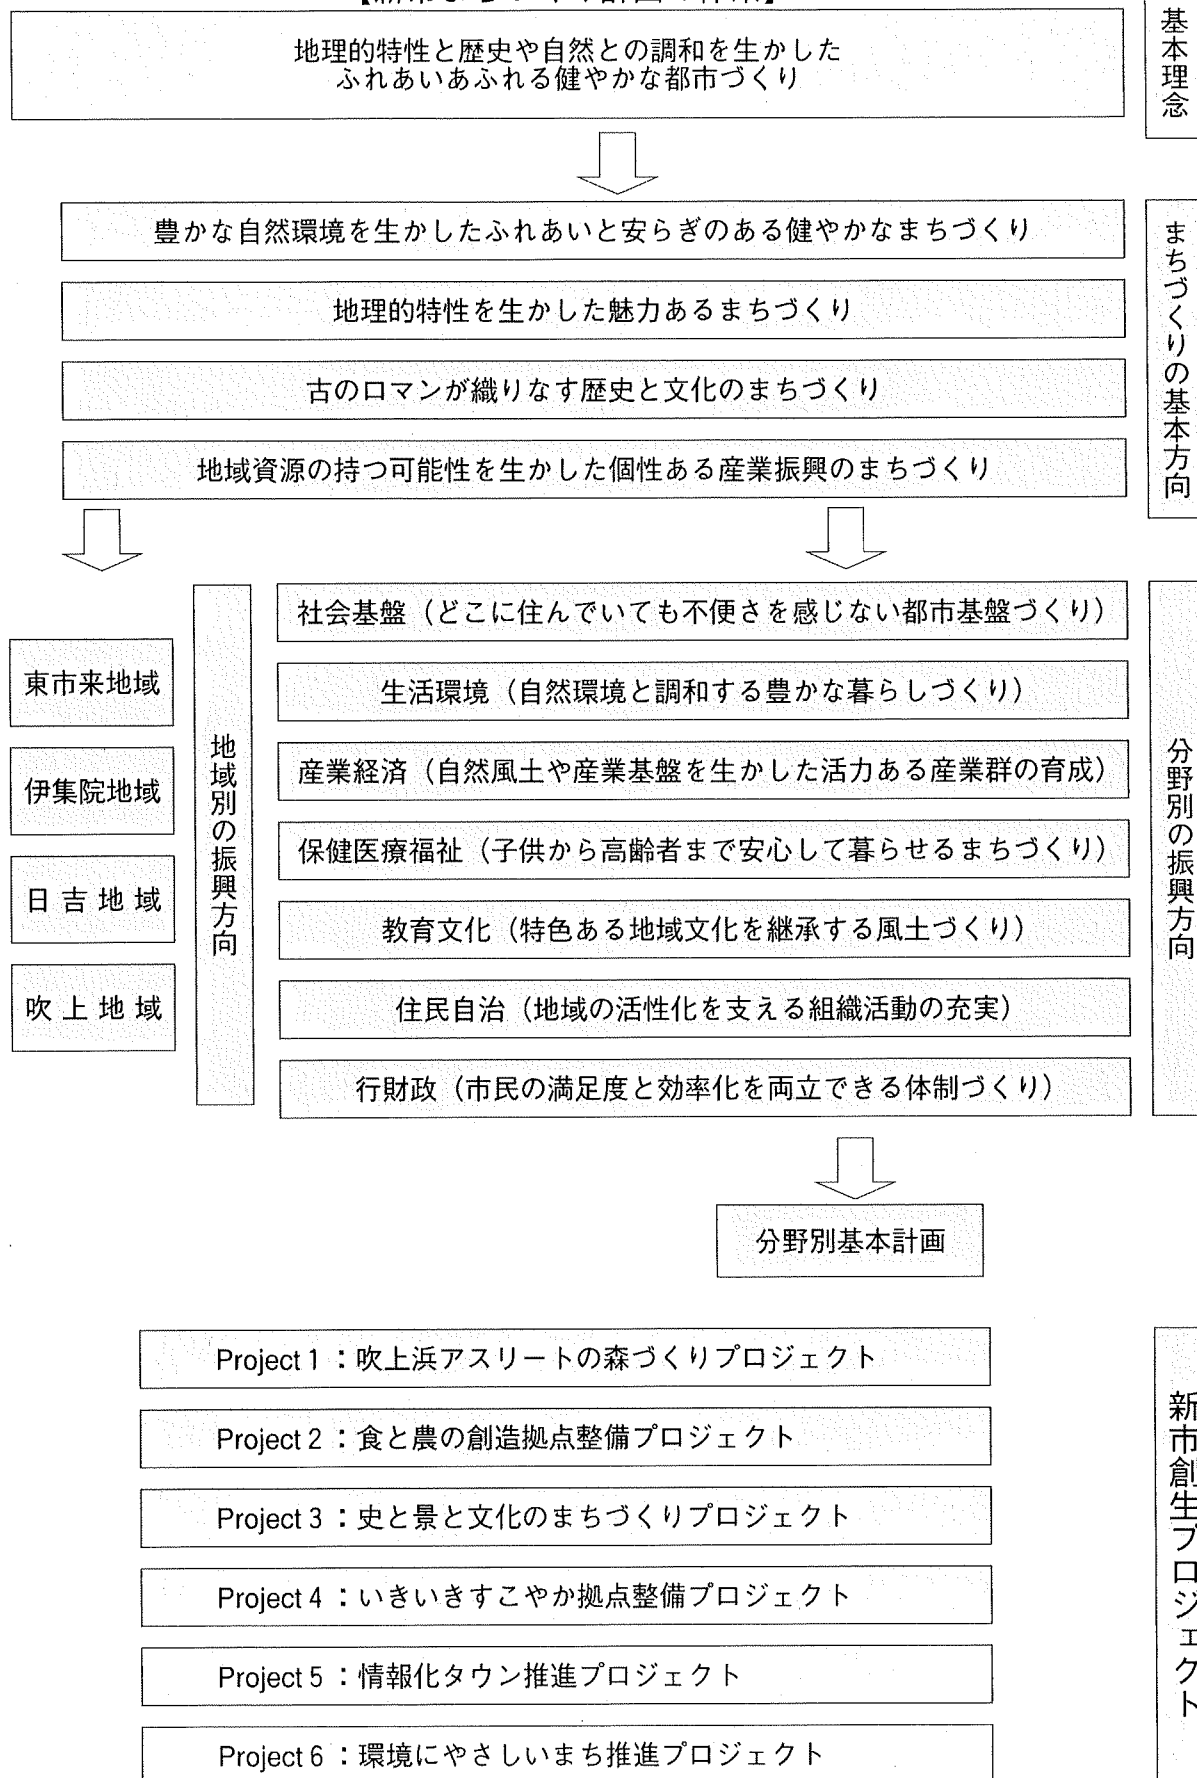 地理的特性と歴史や自然との調和を生かした
ふれあいあふれる健やかな都市づくり
基本理念
豊かな自然環境を生かしたふれあいと安らぎのある健やかなまちづくり
地理的特性を生かした魅力あるまちづくり
古のロマンが織りなす歴史と文化のまちづくり
地域資源の持つ可能性を生かした個性ある産業振興のまちづくり
まちづくりの基本方向
東市来地域
伊集院地域
日吉地域
吹上地域
地域別の振興方向
社会基盤（どこに住んでいても不便さを感じない都市基盤づくり）
生活環境（自然環境と調和する豊かな暮らしづくり）
産業経済（自然風土や産業基盤を生かした活力ある産業群の育成）
保健医療福祉（子供から高齢者まで安心して暮らせるまちづくり）
教育文化（特色ある地域文化を継承する風土づくり）
住民自治（地域の活性化を支える組織活動の充実）
行財政（市民の満足度と効率化を両立できる体制づくり）
分野別の振興方向
分野別基本計画
Project 1：吹上浜アスリートの森づくりプロジェクト
Project 2：食と農の創造拠点整備プロジェクト
Project 3：史と景と文化のまちづくりプロジェクト
Project 4：いきいきすこやか拠点整備プロジェクト
Project 5：情報化タウン推進プロジェクト
Project 6：環境にやさしいまち推進プロジェクト
新市創生プロジェクト